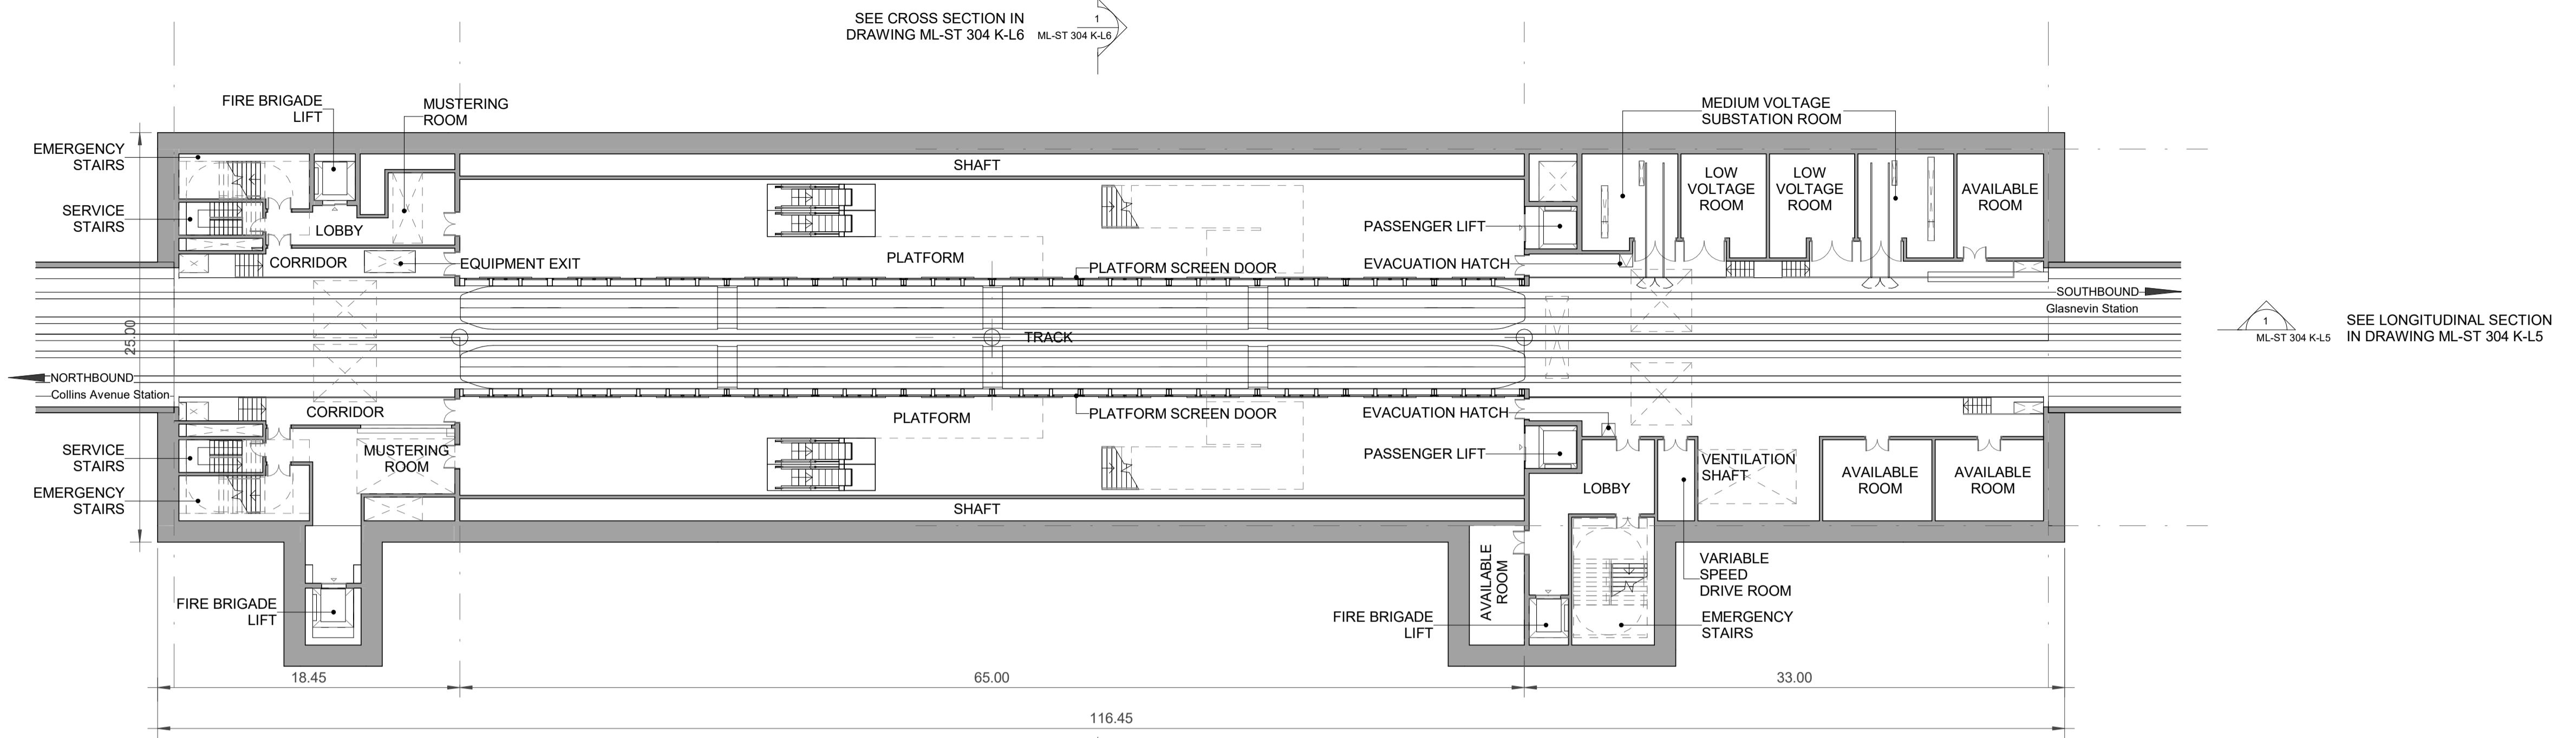 SEE CROSS SECTION IN
DRAWING ML-ST 304 K-L6
1
ML-ST 304 K-L6
FIRE BRIGADE
LIFT
MUSTERING
ROOM
MEDIUM VOLTAGE
SUBSTATION ROOM
EMERGENCY
STAIRS
SHAFT
LOW
VOLTAGE
ROOM
LOW
VOLTAGE
ROOM
AVAILABLE
ROOM
SERVICE
STAIRS
LOBBY
PASSENGER LIFT
CORRIDOR
EQUIPMENT EXIT
PLATFORM
PLATFORM SCREEN DOOR
EVACUATION HATCH
SOUTHBOUND
Glasnevin Station
25.00
TRACK
1
ML-ST 304 K-L5
SEE LONGITUDINAL SECTION
IN DRAWING ML-ST 304 K-L5
NORTHBOUND
Collins Avenue Station
CORRIDOR
PLATFORM
PLATFORM SCREEN DOOR
EVACUATION HATCH
SERVICE
STAIRS
MUSTERING
ROOM
PASSENGER LIFT
VENTILATION
SHAFT
AVAILABLE
ROOM
AVAILABLE
ROOM
EMERGENCY
STAIRS
LOBBY
SHAFT
AVAILABLE
ROOM
VARIABLE
SPEED
DRIVE ROOM
FIRE BRIGADE
LIFT
FIRE BRIGADE
LIFT
EMERGENCY
STAIRS
18.45
65.00
33.00
116.45